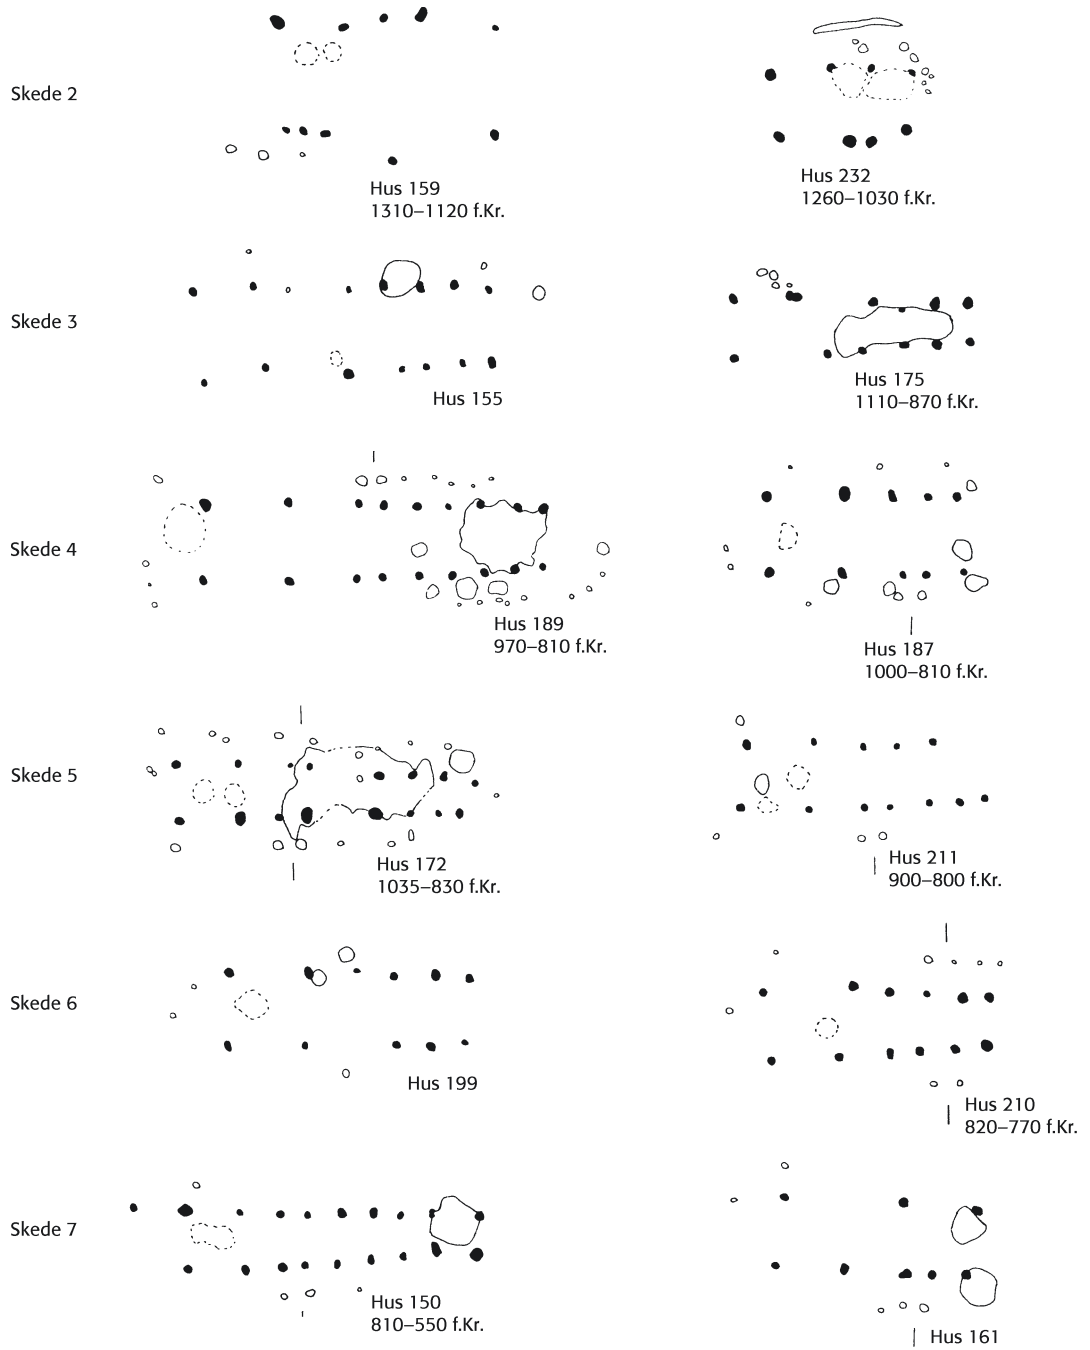 Skede 2
Hus 159
1310–1120 f.Kr.
Hus 232
1260–1030 f.Kr.
Skede 3
Hus 155
Hus 175
1110–870 f.Kr.
Skede 4
Hus 189
970–810 f.Kr.
Hus 187
1000–810 f.Kr.
Skede 5
Hus 172
1035–830 f.Kr.
Hus 211
900–800 f.Kr.
Skede 6
Hus 199
Hus 210
820–770 f.Kr.
Skede 7
Hus 150
810–550 f.Kr.
Hus 161